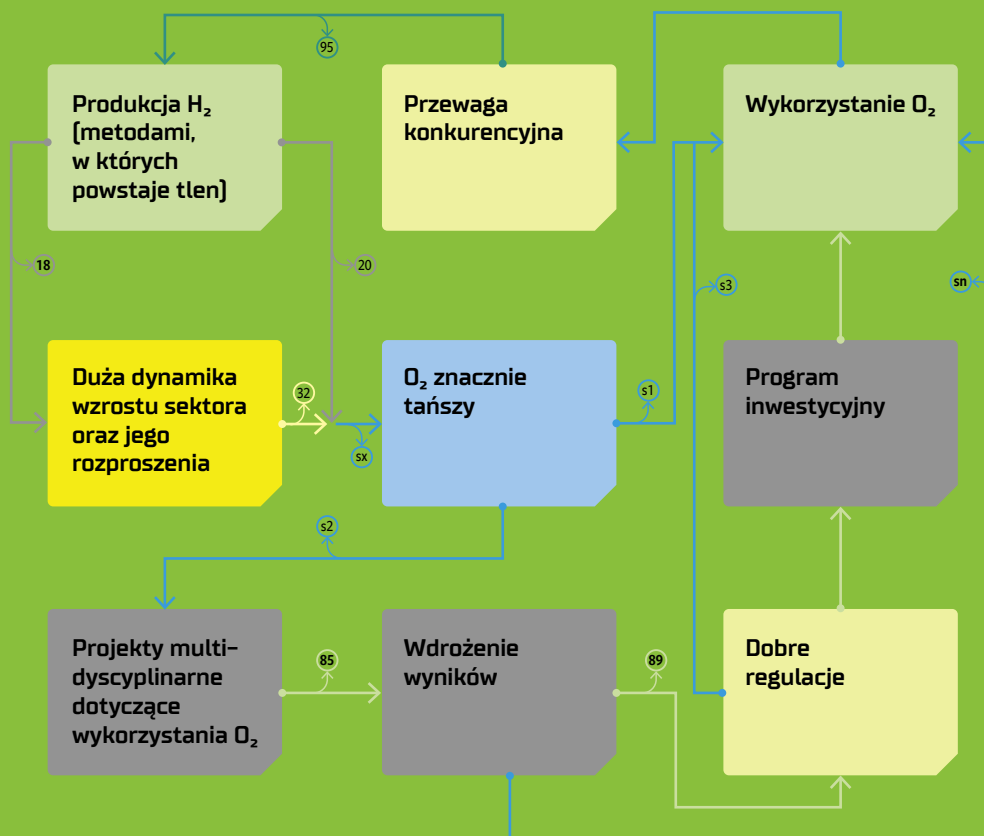 95
Produkcja H₂
(metodami,
w których
powstaje tlen)
Przewaga
konkurencyjna
Wykorzystanie O₂
18
20
s3
sn
Duża dynamika
wzrostu sektora
oraz jego
rozproszenia
32
sx
O₂ znacznie
tańszy
s1
Program
inwestycyjny
s2
Projekty multi-
dyscyplinarne
dotyczące
wykorzystania O₂
85
Wdrożenie
wyników
89
Dobre
regulacje